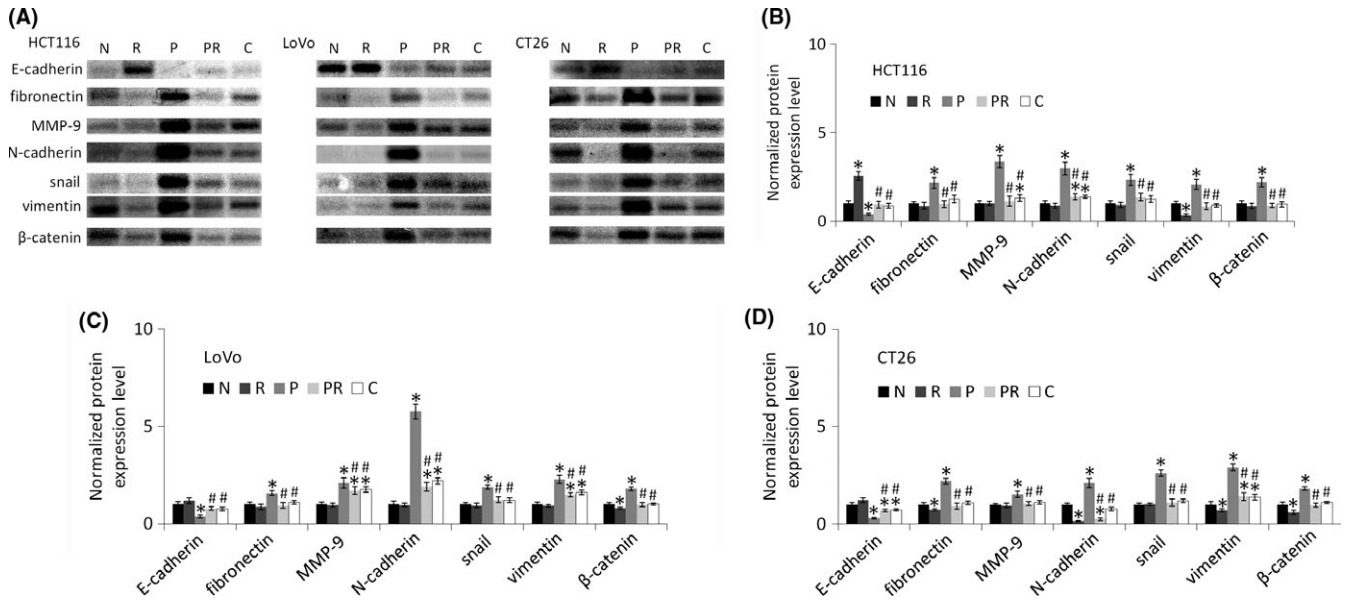 (A)
HCT116 N R P PR C LoVo N R P PR C CT26 N R P PR C
E-cadherin
fibronectin
MMP-9
N-cadherin
snail
vimentin
β-catenin
(B)
Normalized protein
expression level
10
5
0
HCT116
N R P PR C
* * # # * # # * # * # * * # * # * * # # * * # # * # #
E-cadherin fibronectin MMP-9 N-cadherin snail vimentin β-catenin
(C)
Normalized protein
expression level
10
5
0
LoVo
N R P PR C
* # # * # # * # * # * * # * # * * # # * # * # * * * # #
E-cadherin fibronectin MMP-9 N-cadherin snail vimentin β-catenin
(D)
Normalized protein
expression level
10
5
0
CT26
N R P PR C
* # * # * * * # # * # # * * # * # * # # * * # * # * * * # #
E-cadherin fibronectin MMP-9 N-cadherin snail vimentin β-catenin